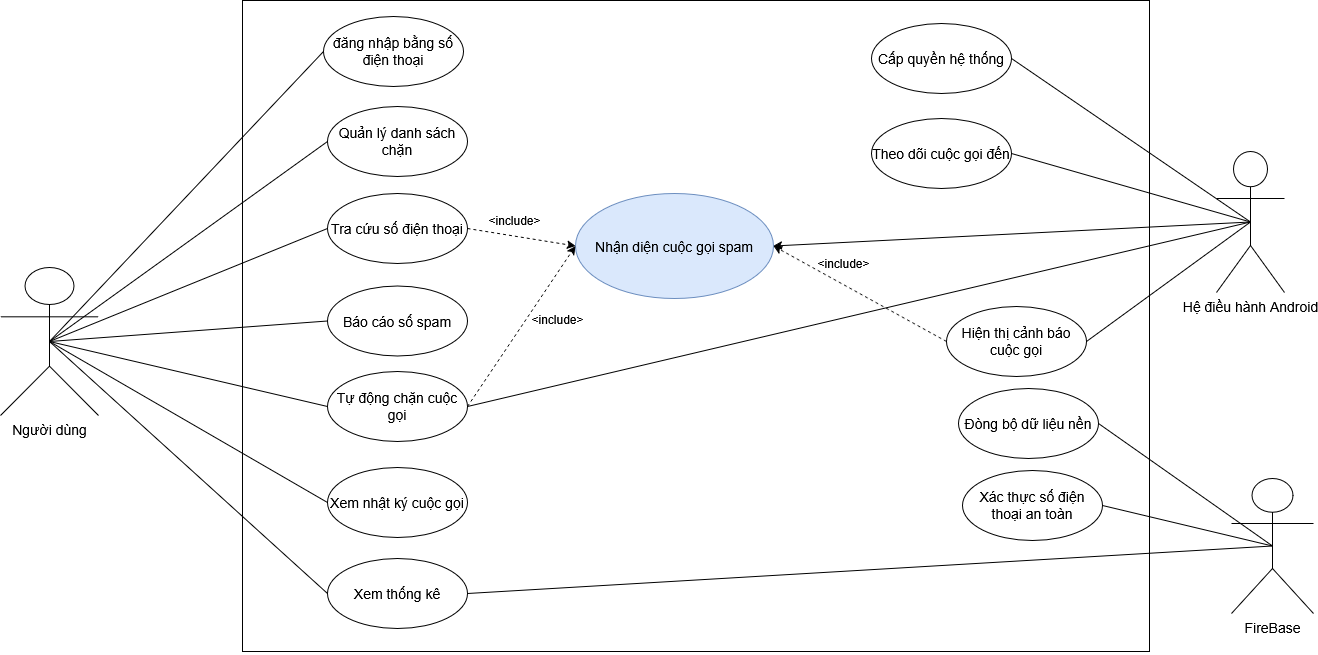 đăng nhập bằng số
điện thoại
Cấp quyền hệ thống
Quản lý danh sách
chặn
Theo dõi cuộc gọi đến
Tra cứu số điện thoại
<include>
Nhận diện cuộc gọi spam
<include>
Hệ điều hành Android
Báo cáo số spam
<include>
Hiện thị cảnh báo
cuộc gọi
Tự động chặn cuộc
gọi
Người dùng
Đòng bộ dữ liệu nền
Xem nhật ký cuộc gọi
Xác thực số điện
thoại an toàn
Xem thống kê
FireBase